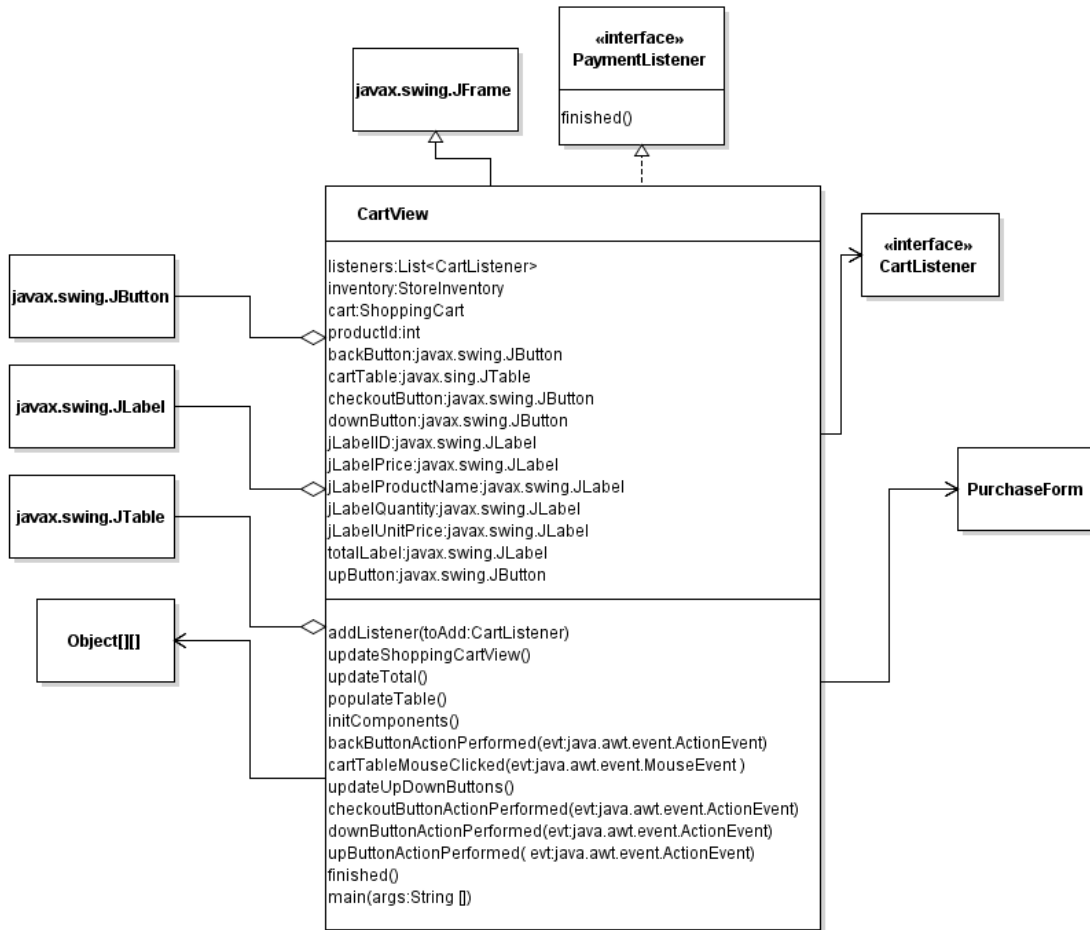 «interface»
PaymentListener
finished()
javax.swing.JFrame
CartView
listeners:List<CartListener>
inventory:StoreInventory
cart:ShoppingCart
productId:int
backButton:javax.swing.JButton
cartTable:javax.sing.JTable
checkoutButton:javax.swing.JButton
downButton:javax.swing.JButton
jLabelID:javax.swing.JLabel
jLabelPrice:javax.swing.JLabel
jLabelProductName:javax.swing.JLabel
jLabelQuantity:javax.swing.JLabel
jLabelUnitPrice:javax.swing.JLabel
totalLabel:javax.swing.JLabel
upButton:javax.swing.JButton
addListener(toAdd:CartListener)
updateShoppingCartView()
updateTotal()
populateTable()
initComponents()
backButtonActionPerformed(evt:java.awt.event.ActionEvent)
cartTableMouseClicked(evt:java.awt.event.MouseEvent )
updateUpDownButtons()
checkoutButtonActionPerformed(evt:java.awt.event.ActionEvent)
downButtonActionPerformed(evt:java.awt.event.ActionEvent)
upButtonActionPerformed( evt:java.awt.event.ActionEvent)
finished()
main(args:String [])
javax.swing.JButton
javax.swing.JLabel
javax.swing.JTable
Object[][]
«interface»
CartListener
PurchaseForm